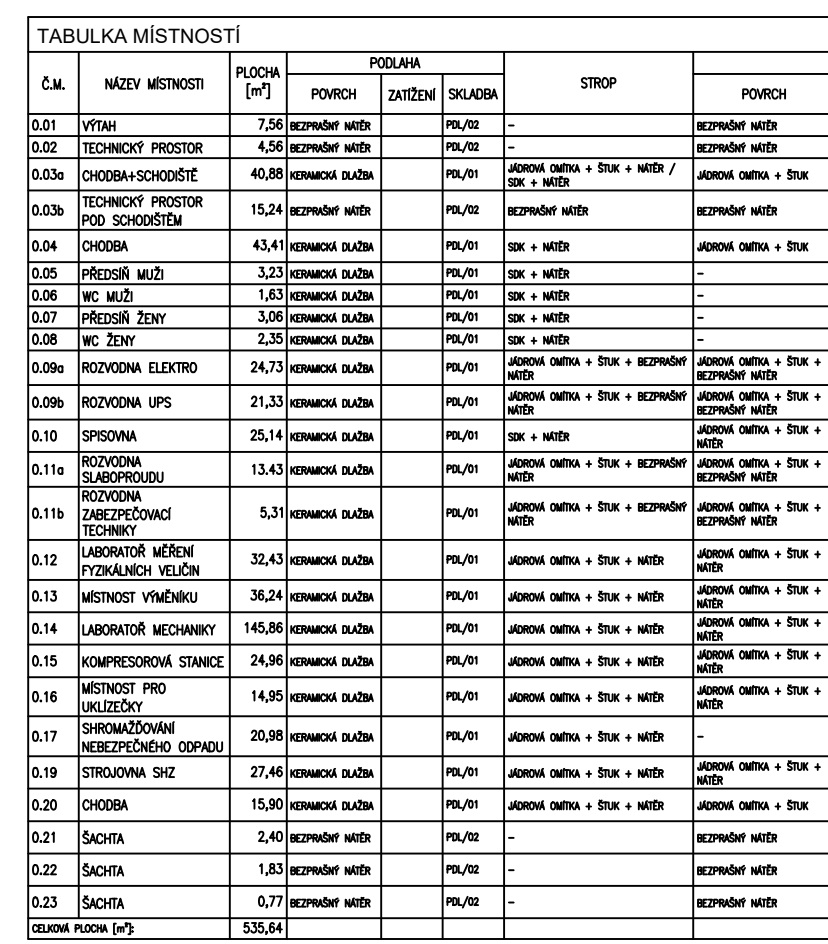 TABULKA MÍSTNOSTÍ
Č.M. NÁZEV MÍSTNOSTI PLOCHA [m²] PODLAHA STROP
POVRCH ZATÍŽENÍ SKLADBA POVRCH
0.01 VÝTAH 7,56 BEZPRAŠNÝ NÁTĚR PDL/02 – BEZPRAŠNÝ NÁTĚR
0.02 TECHNICKÝ PROSTOR 4,56 BEZPRAŠNÝ NÁTĚR PDL/02 – BEZPRAŠNÝ NÁTĚR
0.03a CHODBA+SCHODIŠTĚ 40,88 KERAMICKÁ DLAŽBA PDL/01 JÁDROVÁ OMÍTKA + ŠTUK + NÁTĚR /
SDK + NÁTĚR JÁDROVÁ OMÍTKA + ŠTUK
0.03b TECHNICKÝ PROSTOR
POD SCHODIŠTĚM 15,24 BEZPRAŠNÝ NÁTĚR PDL/02 BEZPRAŠNÝ NÁTĚR BEZPRAŠNÝ NÁTĚR
0.04 CHODBA 43,41 KERAMICKÁ DLAŽBA PDL/01 SDK + NÁTĚR JÁDROVÁ OMÍTKA + ŠTUK
0.05 PŘEDSÍŇ MUŽI 3,23 KERAMICKÁ DLAŽBA PDL/01 SDK + NÁTĚR –
0.06 WC MUŽI 1,63 KERAMICKÁ DLAŽBA PDL/01 SDK + NÁTĚR –
0.07 PŘEDSÍŇ ŽENY 3,06 KERAMICKÁ DLAŽBA PDL/01 SDK + NÁTĚR –
0.08 WC ŽENY 2,35 KERAMICKÁ DLAŽBA PDL/01 SDK + NÁTĚR –
0.09a ROZVODNA ELEKTRO 24,73 KERAMICKÁ DLAŽBA PDL/01 JÁDROVÁ OMÍTKA + ŠTUK + BEZPRAŠNÝ JÁDROVÁ OMÍTKA + ŠTUK +
NÁTĚR BEZPRAŠNÝ NÁTĚR
0.09b ROZVODNA UPS 21,33 KERAMICKÁ DLAŽBA PDL/01 JÁDROVÁ OMÍTKA + ŠTUK + BEZPRAŠNÝ JÁDROVÁ OMÍTKA + ŠTUK +
NÁTĚR BEZPRAŠNÝ NÁTĚR
0.10 SPISOVNA 25,14 KERAMICKÁ DLAŽBA PDL/01 SDK + NÁTĚR JÁDROVÁ OMÍTKA + ŠTUK +
NÁTĚR
0.11a ROZVODNA
SLABOPROUDU 13.43 KERAMICKÁ DLAŽBA PDL/01 JÁDROVÁ OMÍTKA + ŠTUK + BEZPRAŠNÝ JÁDROVÁ OMÍTKA + ŠTUK +
NÁTĚR BEZPRAŠNÝ NÁTĚR
0.11b ROZVODNA
ZABEZPEČOVACÍ
TECHNIKY 5,31 KERAMICKÁ DLAŽBA PDL/01 JÁDROVÁ OMÍTKA + ŠTUK + BEZPRAŠNÝ JÁDROVÁ OMÍTKA + ŠTUK +
NÁTĚR BEZPRAŠNÝ NÁTĚR
0.12 LABORATOŘ MĚŘENÍ
FYZIKÁLNÍCH VELIČIN 32,43 KERAMICKÁ DLAŽBA PDL/01 JÁDROVÁ OMÍTKA + ŠTUK + NÁTĚR JÁDROVÁ OMÍTKA + ŠTUK +
NÁTĚR
0.13 MÍSTNOST VÝMĚNÍKU 36,24 KERAMICKÁ DLAŽBA PDL/01 JÁDROVÁ OMÍTKA + ŠTUK + NÁTĚR JÁDROVÁ OMÍTKA + ŠTUK +
NÁTĚR
0.14 LABORATOŘ MECHANIKY 145,86 KERAMICKÁ DLAŽBA PDL/01 JÁDROVÁ OMÍTKA + ŠTUK + NÁTĚR JÁDROVÁ OMÍTKA + ŠTUK +
NÁTĚR
0.15 KOMPRESOROVÁ STANICE 24,96 KERAMICKÁ DLAŽBA PDL/01 JÁDROVÁ OMÍTKA + ŠTUK + NÁTĚR JÁDROVÁ OMÍTKA + ŠTUK +
NÁTĚR
0.16 MÍSTNOST PRO
UKLÍZEČKY 14,95 KERAMICKÁ DLAŽBA PDL/01 JÁDROVÁ OMÍTKA + ŠTUK + NÁTĚR JÁDROVÁ OMÍTKA + ŠTUK +
NÁTĚR
0.17 SHROMAŽĎOVÁNÍ
NEBEZPEČNÉHO ODPADU 20,98 KERAMICKÁ DLAŽBA PDL/01 JÁDROVÁ OMÍTKA + ŠTUK + NÁTĚR –
0.19 STROJOVNA SHZ 27,46 KERAMICKÁ DLAŽBA PDL/01 JÁDROVÁ OMÍTKA + ŠTUK + NÁTĚR JÁDROVÁ OMÍTKA + ŠTUK +
NÁTĚR
0.20 CHODBA 15,90 KERAMICKÁ DLAŽBA PDL/01 JÁDROVÁ OMÍTKA + ŠTUK + NÁTĚR JÁDROVÁ OMÍTKA + ŠTUK
0.21 ŠACHTA 2,40 BEZPRAŠNÝ NÁTĚR PDL/02 – BEZPRAŠNÝ NÁTĚR
0.22 ŠACHTA 1,83 BEZPRAŠNÝ NÁTĚR PDL/02 – BEZPRAŠNÝ NÁTĚR
0.23 ŠACHTA 0,77 BEZPRAŠNÝ NÁTĚR PDL/02 – BEZPRAŠNÝ NÁTĚR
CELKOVÁ PLOCHA [m²]: 535,64